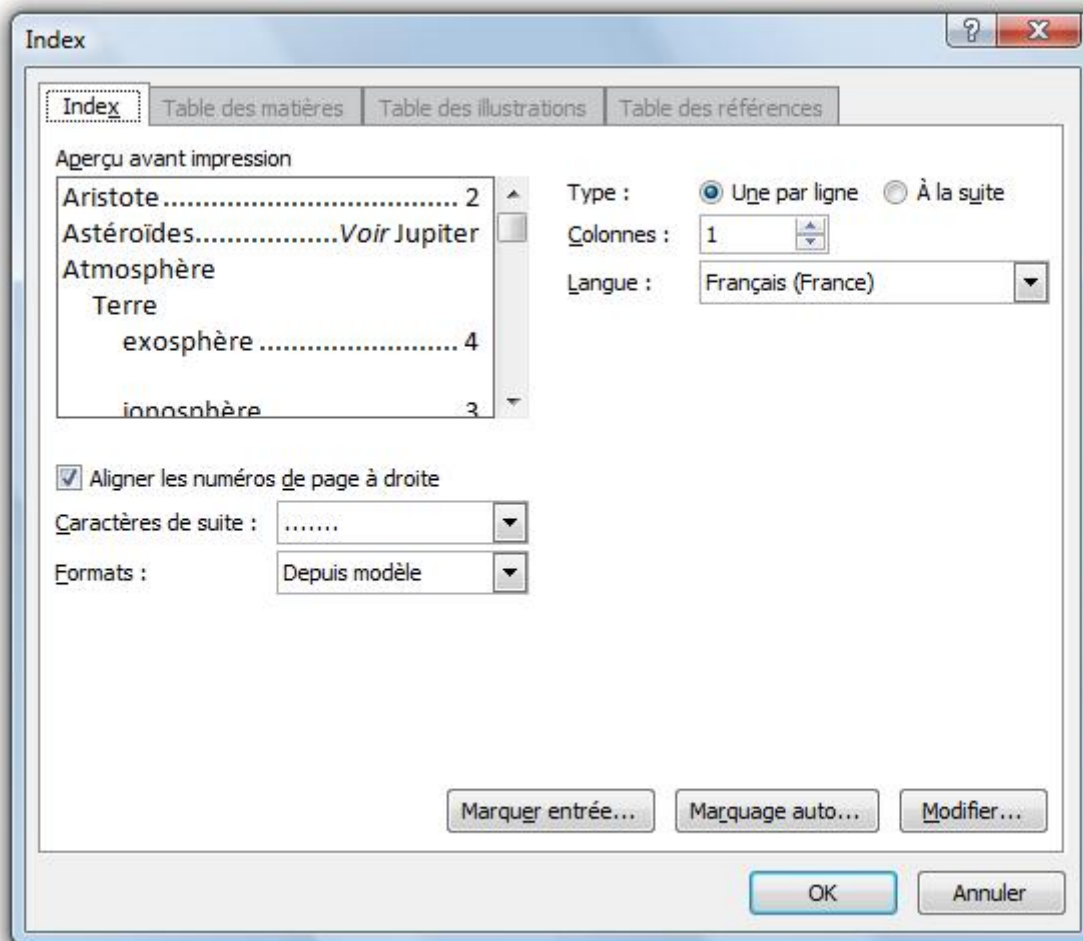 Index
Index Table des matières Table des illustrations Table des références
Aperçu avant impression
Aristote....................................... 2
Astéroïdes..................Voir Jupiter
Atmosphère
Terre
exosphère .......................... 4
ionosphère 3
Type : Une par ligne À la suite
Colonnes : 1
Langue : Français (France)
Aligner les numéros de page à droite
Caractères de suite : .......
Formats : Depuis modèle
Marquer entrée... Marquage auto... Modifier...
OK Annuler